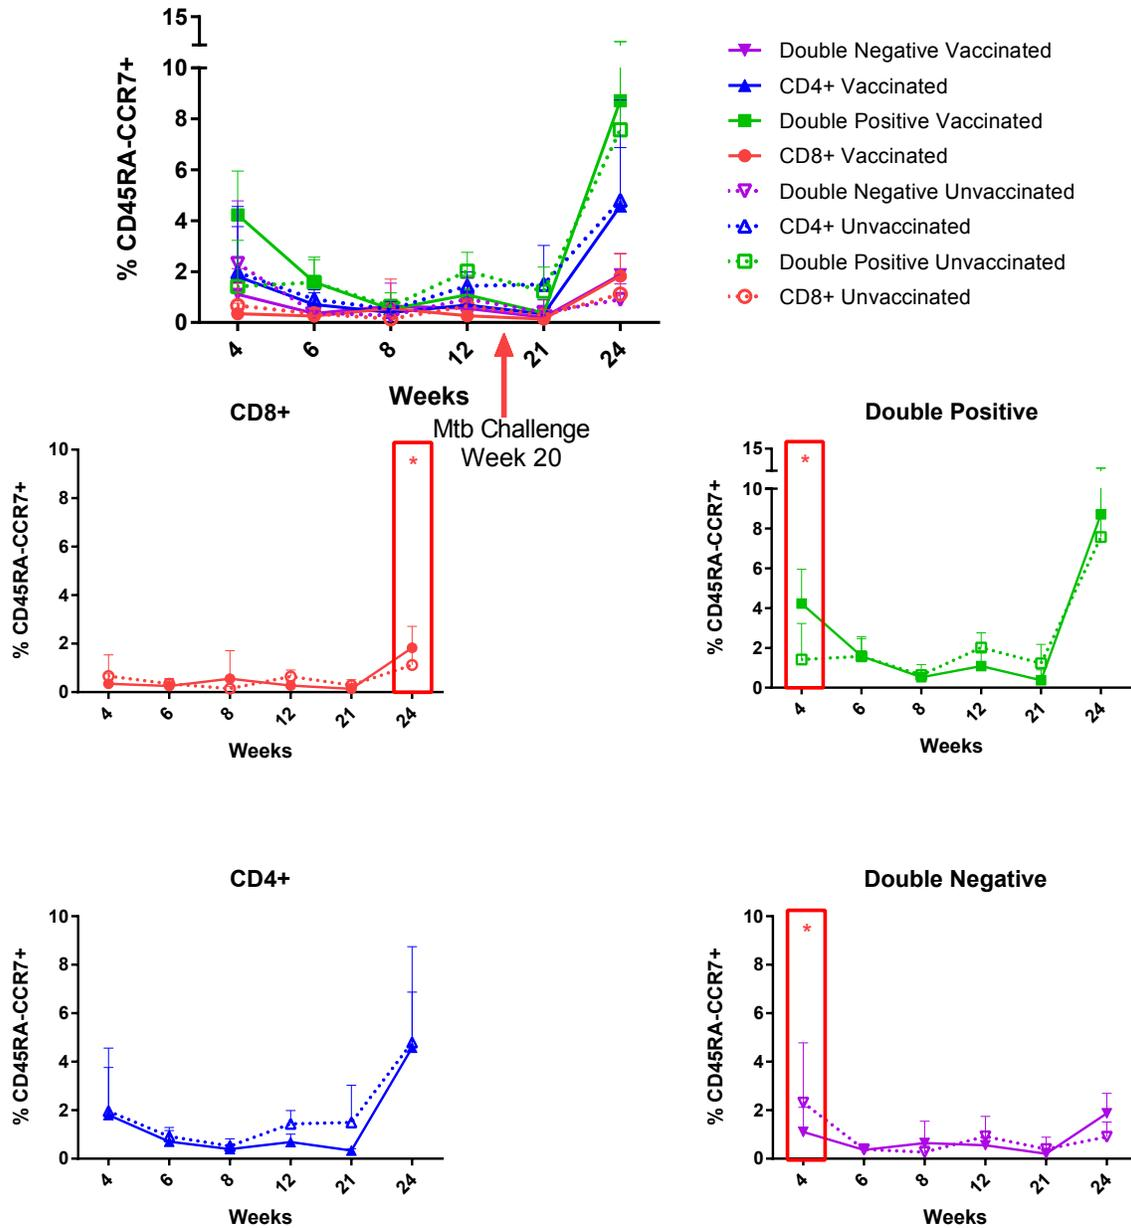 % CD45RA-CCR7+
15
10
8
6
4
2
0
4 6 8 12 21 24
Weeks
Mtb Challenge
Week 20
Double Negative Vaccinated
CD4+ Vaccinated
Double Positive Vaccinated
CD8+ Vaccinated
Double Negative Unvaccinated
CD4+ Unvaccinated
Double Positive Unvaccinated
CD8+ Unvaccinated
CD8+
% CD45RA-CCR7+
10
8
6
4
2
0
*
4 6 8 12 21 24
Weeks
Double Positive
% CD45RA-CCR7+
15
10
8
6
4
2
0
*
4 6 8 12 21 24
Weeks
CD4+
% CD45RA-CCR7+
10
8
6
4
2
0
4 6 8 12 21 24
Weeks
Double Negative
% CD45RA-CCR7+
10
8
6
4
2
0
*
4 6 8 12 21 24
Weeks